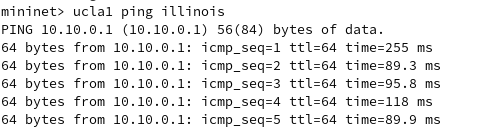 mininet> ucla1 ping illinois
PING 10.10.0.1 (10.10.0.1) 56(84) bytes of data.
64 bytes from 10.10.0.1: icmp_seq=1 ttl=64 time=255 ms
64 bytes from 10.10.0.1: icmp_seq=2 ttl=64 time=89.3 ms
64 bytes from 10.10.0.1: icmp_seq=3 ttl=64 time=95.8 ms
64 bytes from 10.10.0.1: icmp_seq=4 ttl=64 time=118 ms
64 bytes from 10.10.0.1: icmp_seq=5 ttl=64 time=89.9 ms